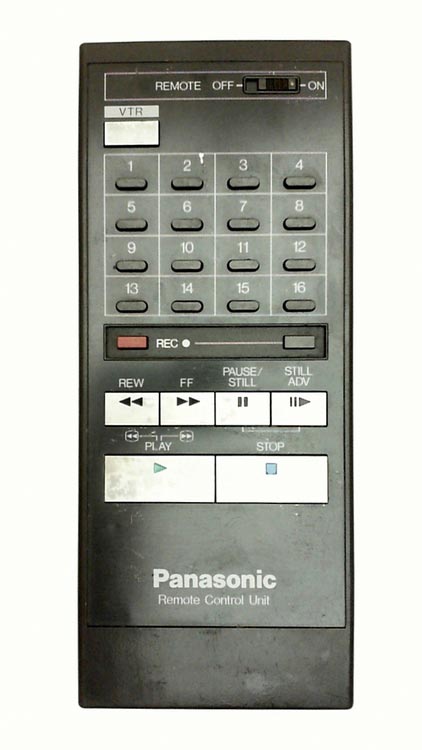 REMOTE OFF ON
VTR
1 2 3 4
5 6 7 8
9 10 11 12
13 14 15 16
REC
REW FF PAUSE/STILL STILL ADV
PLAY STOP
Panasonic
Remote Control Unit